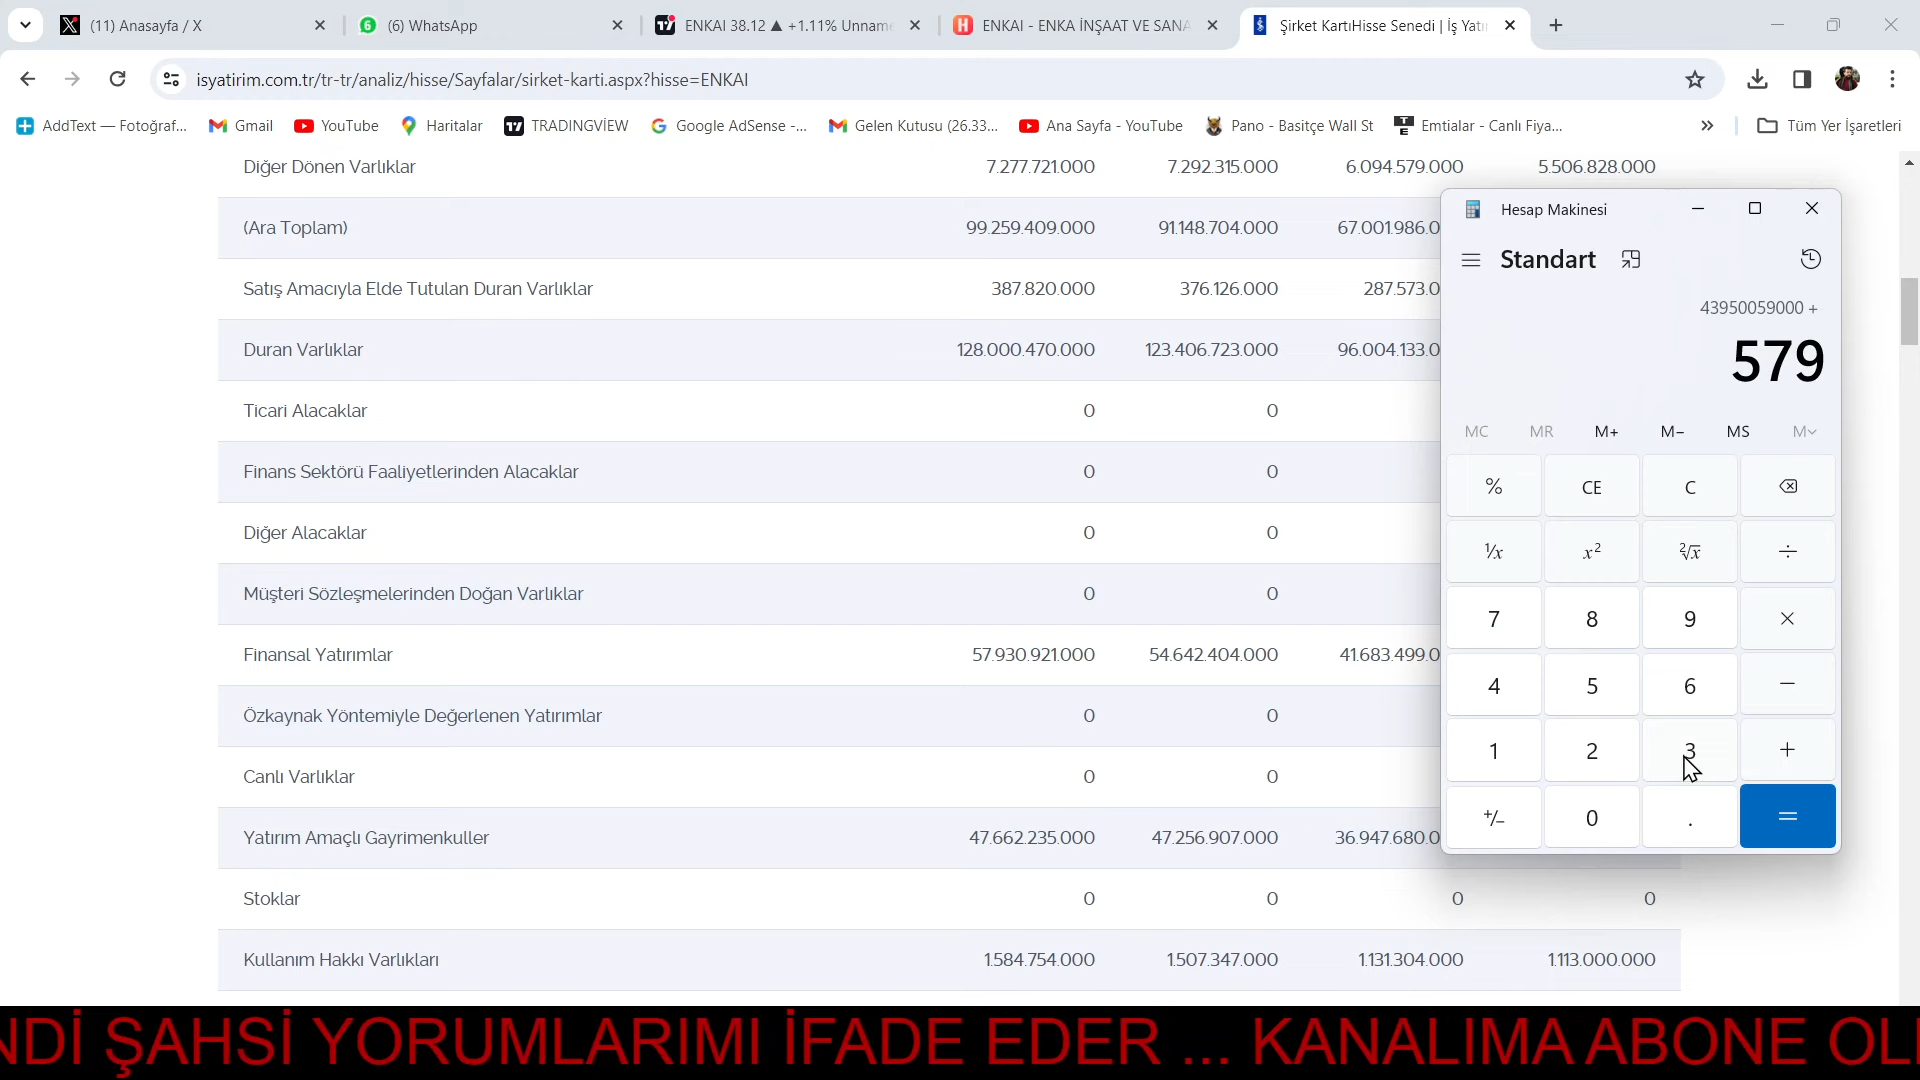 (11) Anasayfa / X
(6) WhatsApp
ENKAI 38.12 ▲ +1.11% Unname
ENKAI - ENKA İNŞAAT VE SANA
Şirket KartıHisse Senedi | İş Yatır
isyatirim.com.tr/tr-tr/analiz/hisse/Sayfalar/sirket-karti.aspx?hisse=ENKAI
AddText — Fotoğraf...
Gmail
YouTube
Haritalar
TRADINGVİEW
Google AdSense -...
Gelen Kutusu (26.33...
Ana Sayfa - YouTube
Pano - Basitçe Wall St
Emtialar - Canlı Fiya...
»
Tüm Yer İşaretleri
Diğer Dönen Varlıklar 7.277.721.000 7.292.315.000 6.094.579.000 5.506.828.000
(Ara Toplam) 99.259.409.000 91.148.704.000 67.001.986.0
Satış Amacıyla Elde Tutulan Duran Varlıklar 387.820.000 376.126.000 287.573.0
Duran Varlıklar 128.000.470.000 123.406.723.000 96.004.133.0
Ticari Alacaklar 0 0
Finans Sektörü Faaliyetlerinden Alacaklar 0 0
Diğer Alacaklar 0 0
Müşteri Sözleşmelerinden Doğan Varlıklar 0 0
Finansal Yatırımlar 57.930.921.000 54.642.404.000 41.683.499.0
Özkaynak Yöntemiyle Değerlenen Yatırımlar 0 0
Canlı Varlıklar 0 0
Yatırım Amaçlı Gayrimenkuller 47.662.235.000 47.256.907.000 36.947.680.0
Stoklar 0 0 0 0
Kullanım Hakkı Varlıkları 1.584.754.000 1.507.347.000 1.131.304.000 1.113.000.000
Hesap Makinesi
Standart
43950059000 +
579
MC MR M+ M− MS M
% CE C
¹/x x² ²√x ÷
7 8 9 ×
4 5 6 −
1 2 3 +
+/− 0 . =
NDİ ŞAHSİ YORUMLARIMI İFADE EDER ... KANALIMA ABONE OL